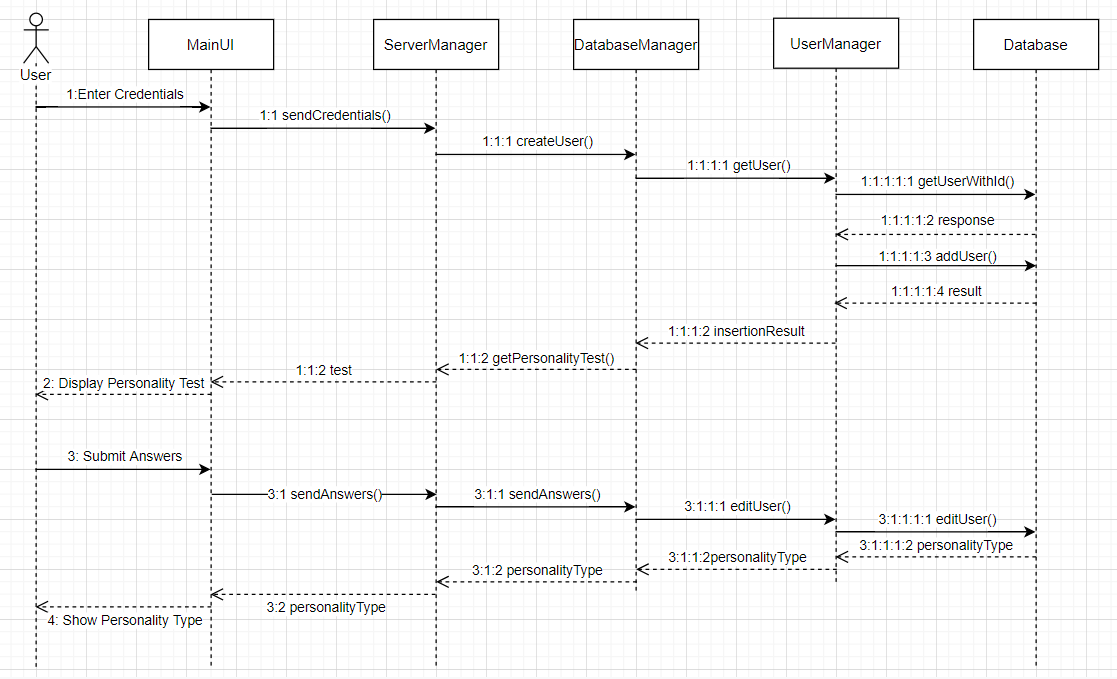 User
MainUI
ServerManager
DatabaseManager
UserManager
Database
1:Enter Credentials
1:1 sendCredentials()
1:1:1 createUser()
1:1:1:1 getUser()
1:1:1:1:1 getUserWithId()
1:1:1:1:2 response
1:1:1:1:3 addUser()
1:1:1:1:4 result
1:1:1:2 insertionResult
1:1:2 getPersonalityTest()
1:1:2 test
2: Display Personality Test
3: Submit Answers
3:1 sendAnswers()
3:1:1 sendAnswers()
3:1:1:1 editUser()
3:1:1:1:1 editUser()
3:1:1:1:2 personalityType
3:1:1:2personalityType
3:1:2 personalityType
3:2 personalityType
4: Show Personality Type